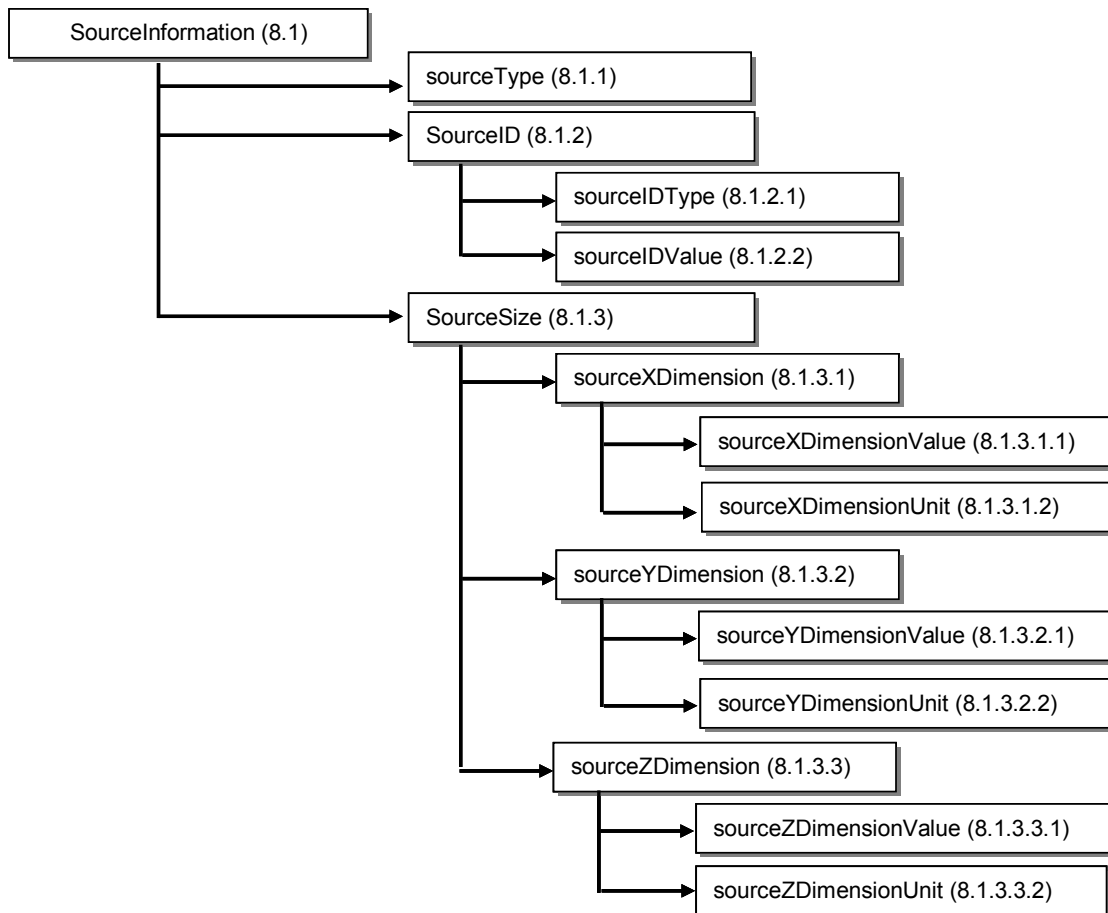 SourceInformation (8.1)
sourceType (8.1.1)
SourceID (8.1.2)
sourceIDType (8.1.2.1)
sourceIDValue (8.1.2.2)
SourceSize (8.1.3)
sourceXDimension (8.1.3.1)
sourceXDimensionValue (8.1.3.1.1)
sourceXDimensionUnit (8.1.3.1.2)
sourceYDimension (8.1.3.2)
sourceYDimensionValue (8.1.3.2.1)
sourceYDimensionUnit (8.1.3.2.2)
sourceZDimension (8.1.3.3)
sourceZDimensionValue (8.1.3.3.1)
sourceZDimensionUnit (8.1.3.3.2)